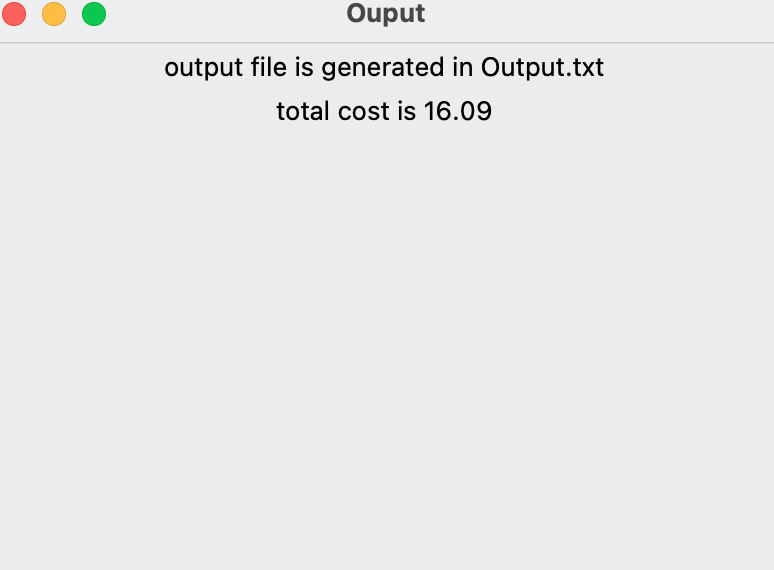 Ouput
output file is generated in Output.txt
total cost is 16.09